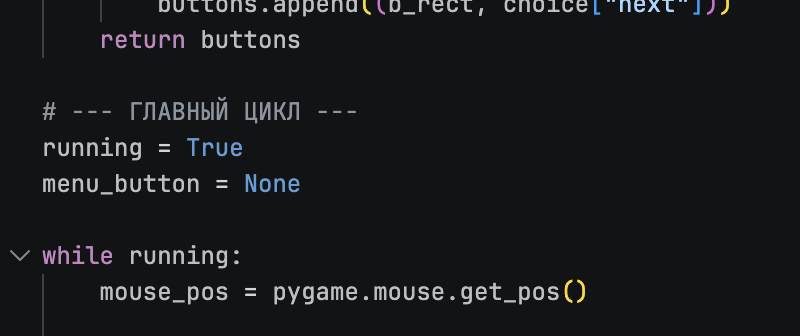 buttons.append((b_rect, choice["next"]))
return buttons
# --- ГЛАВНЫЙ ЦИКЛ ---
running = True
menu_button = None
while running:
mouse_pos = pygame.mouse.get_pos()